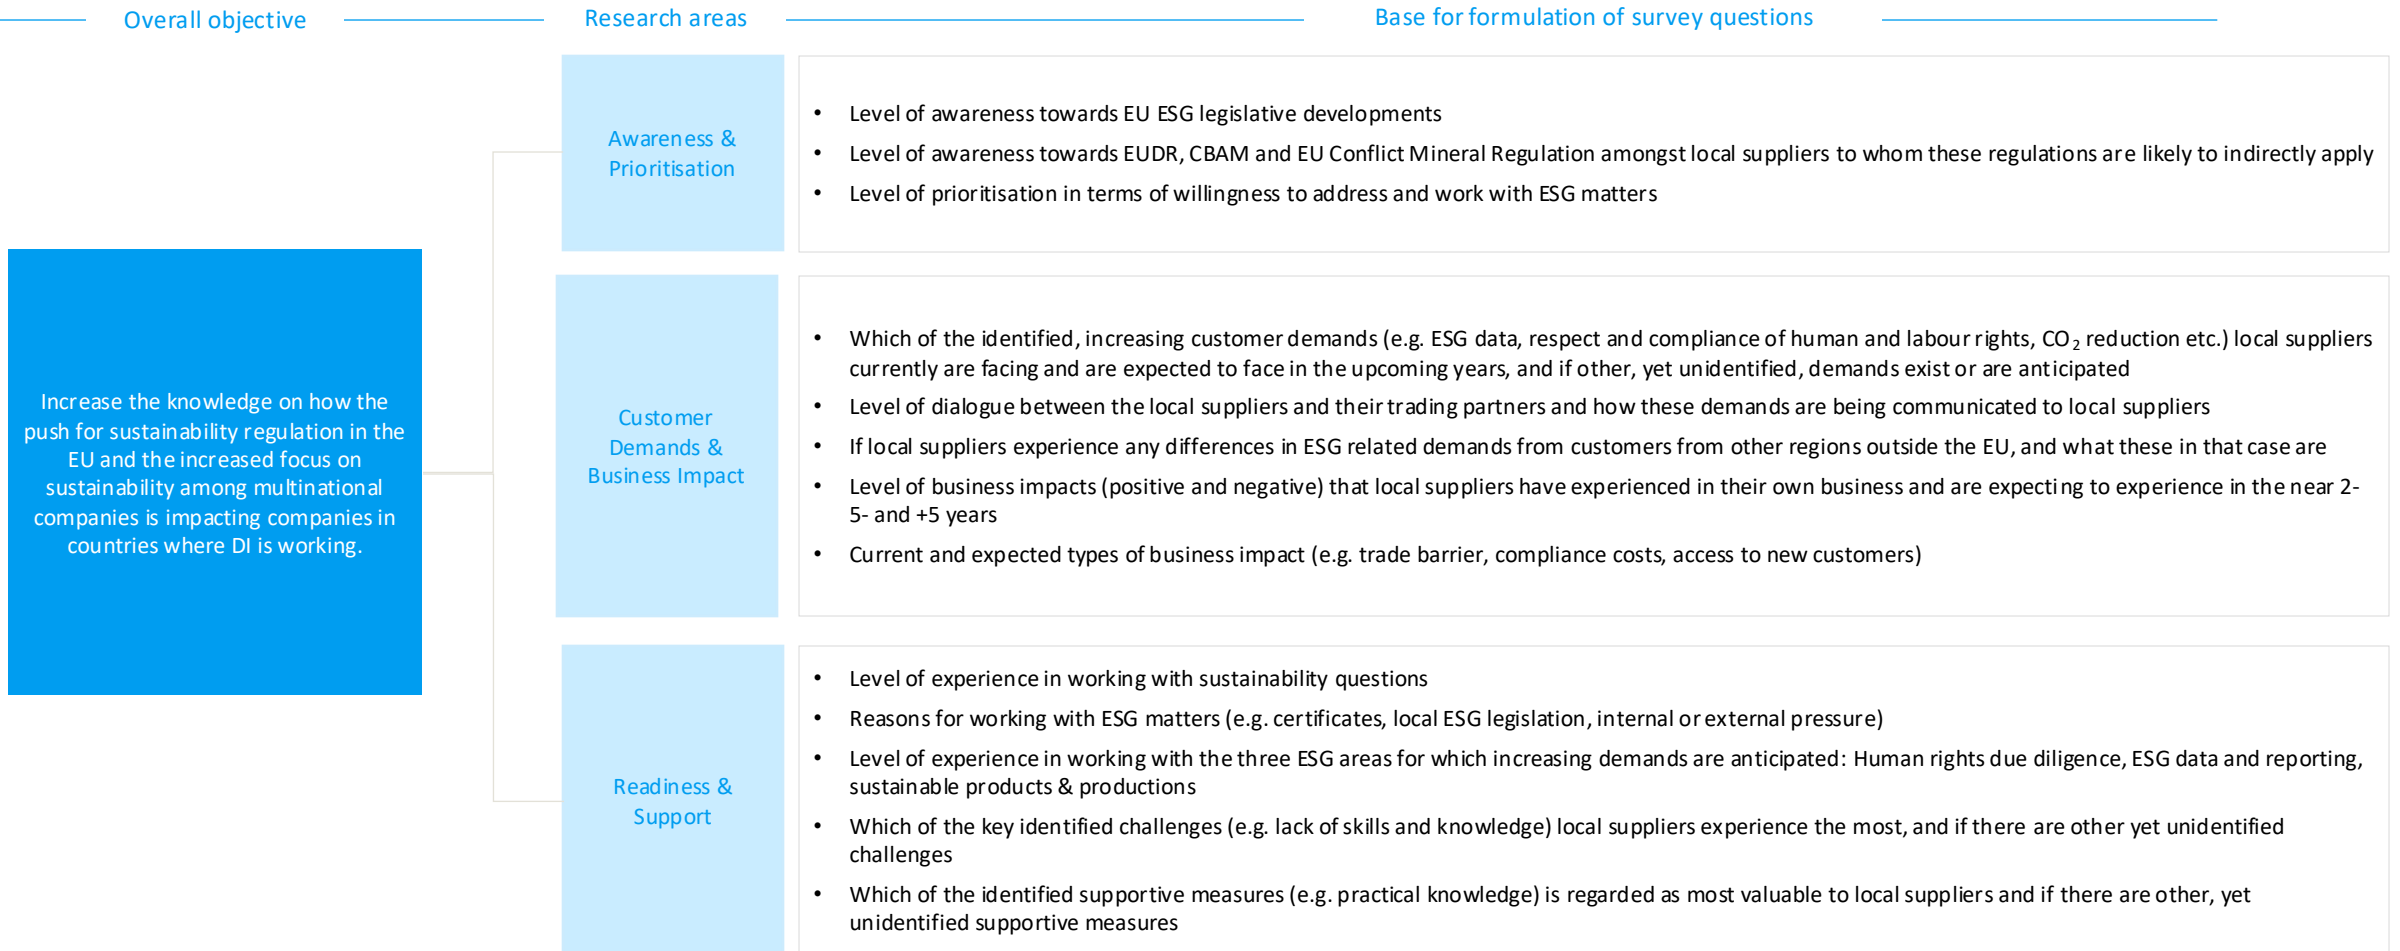 Overall objective
Research areas
Base for formulation of survey questions
Increase the knowledge on how the
push for sustainability regulation in the
EU and the increased focus on
sustainability among multinational
companies is impacting companies in
countries where DI is working.
Awareness &
Prioritisation
• Level of awareness towards EU ESG legislative developments
• Level of awareness towards EUDR, CBAM and EU Conflict Mineral Regulation amongst local suppliers to whom these regulations are likely to indirectly apply
• Level of prioritisation in terms of willingness to address and work with ESG matters
Customer
Demands &
Business Impact
• Which of the identified, increasing customer demands (e.g. ESG data, respect and compliance of human and labour rights, CO₂ reduction etc.) local suppliers
currently are facing and are expected to face in the upcoming years, and if other, yet unidentified, demands exist or are anticipated
• Level of dialogue between the local suppliers and their trading partners and how these demands are being communicated to local suppliers
• If local suppliers experience any differences in ESG related demands from customers from other regions outside the EU, and what these in that case are
• Level of business impacts (positive and negative) that local suppliers have experienced in their own business and are expecting to experience in the near 2-
5- and +5 years
• Current and expected types of business impact (e.g. trade barrier, compliance costs, access to new customers)
Readiness &
Support
• Level of experience in working with sustainability questions
• Reasons for working with ESG matters (e.g. certificates, local ESG legislation, internal or external pressure)
• Level of experience in working with the three ESG areas for which increasing demands are anticipated: Human rights due diligence, ESG data and reporting,
sustainable products & productions
• Which of the key identified challenges (e.g. lack of skills and knowledge) local suppliers experience the most, and if there are other yet unidentified
challenges
• Which of the identified supportive measures (e.g. practical knowledge) is regarded as most valuable to local suppliers and if there are other, yet
unidentified supportive measures